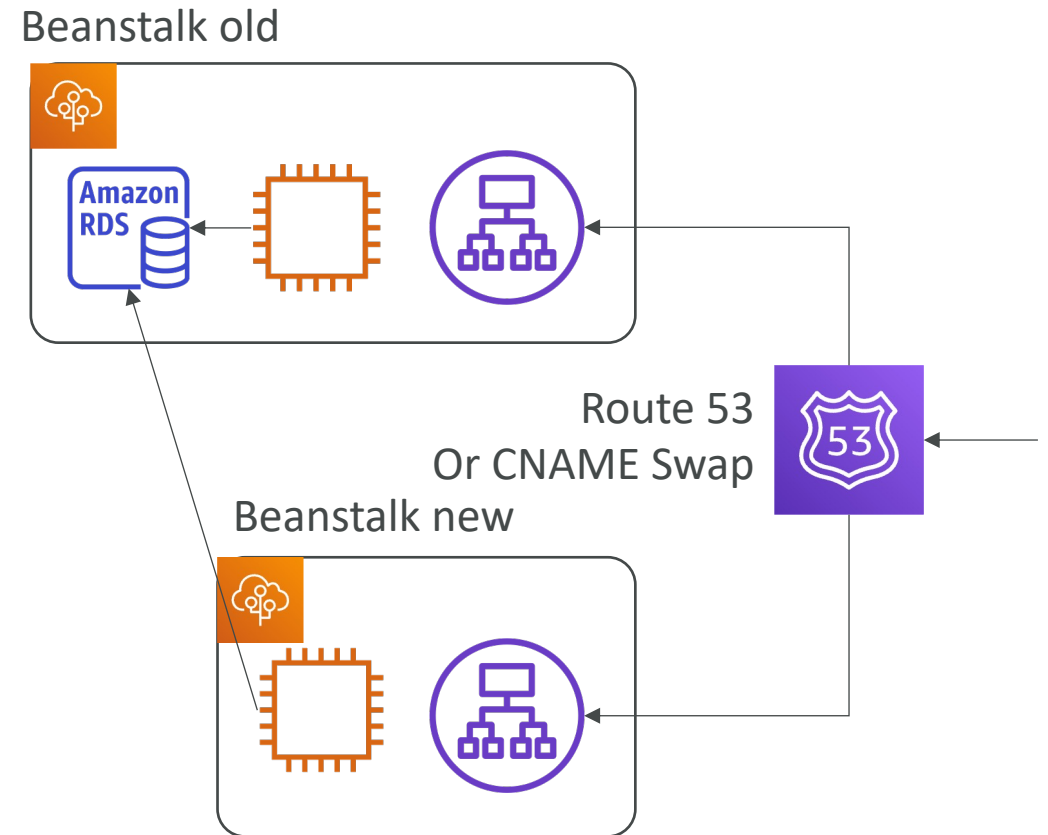 Beanstalk old
Amazon
RDS
Route 53
Or CNAME Swap
53
Beanstalk new